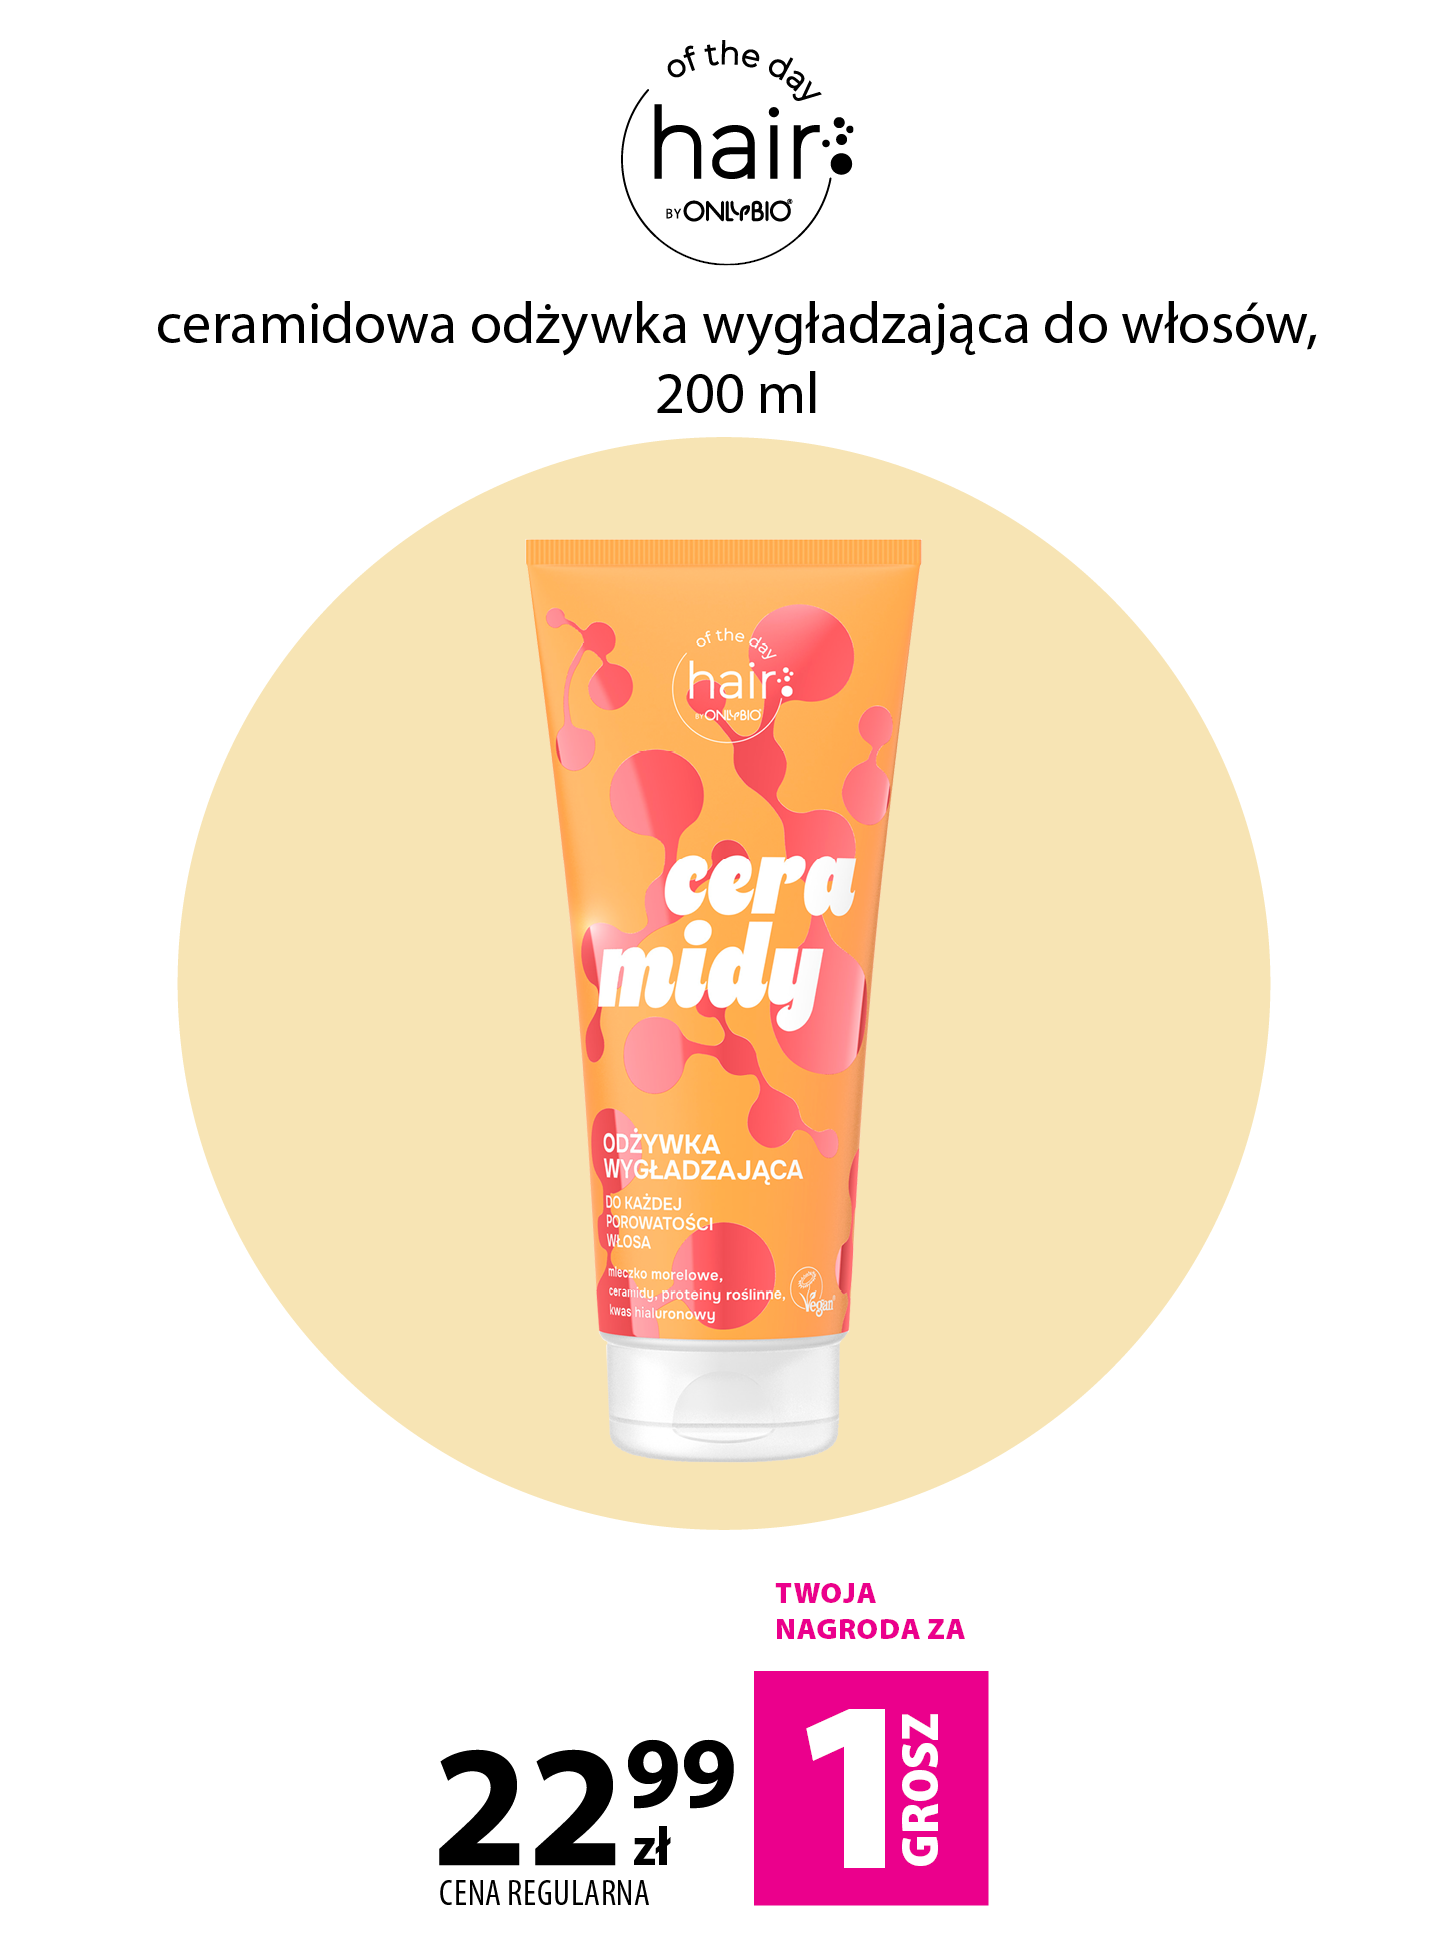 of the day
hair
BY ONLYBIO®
ceramidowa odżywka wygładzająca do włosów,
200 ml
of the day
hair
BY ONLYBIO®
cera
midy
ODŻYWKA
WYGŁADZAJĄCA
DO KAŻDEJ
POROWATOŚCI
WŁOSA
mleczko morelowe,
ceramidy, proteiny roślinne,
kwas hialuronowy
Vegan
TWOJA
NAGRODA ZA
22 99
zł
CENA REGULARNA
1 GROSZ